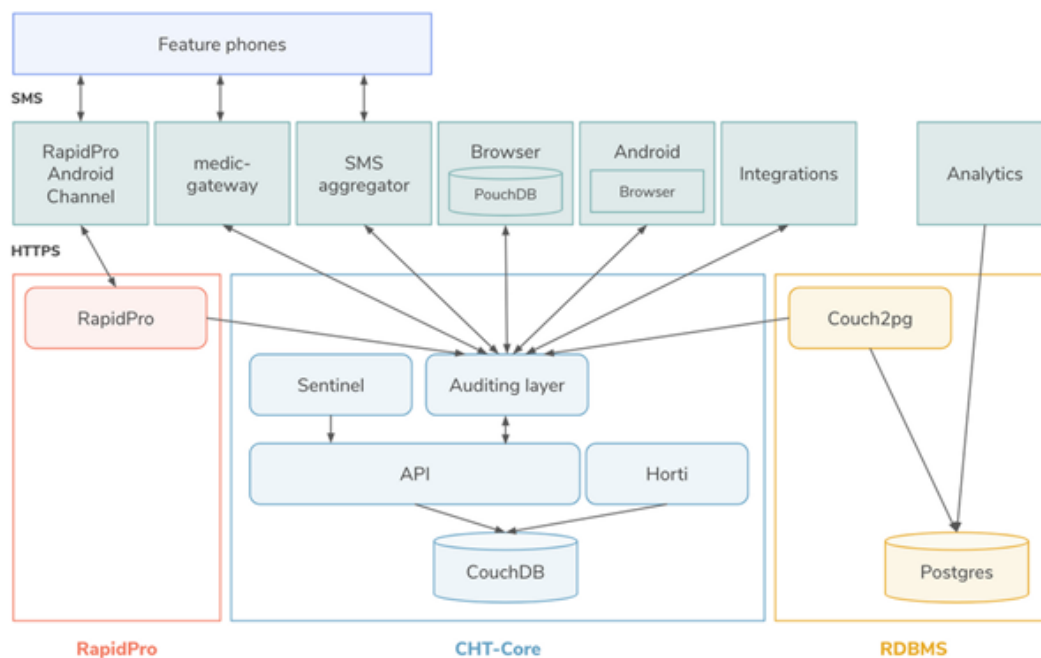 Feature phones
SMS
RapidPro
Android
Channel
medic-
gateway
SMS
aggregator
Browser
PouchDB
Android
Browser
Integrations
Analytics
HTTPS
RapidPro
Couch2pg
Sentinel
Auditing layer
API
Horti
CouchDB
Postgres
RapidPro
CHT-Core
RDBMS